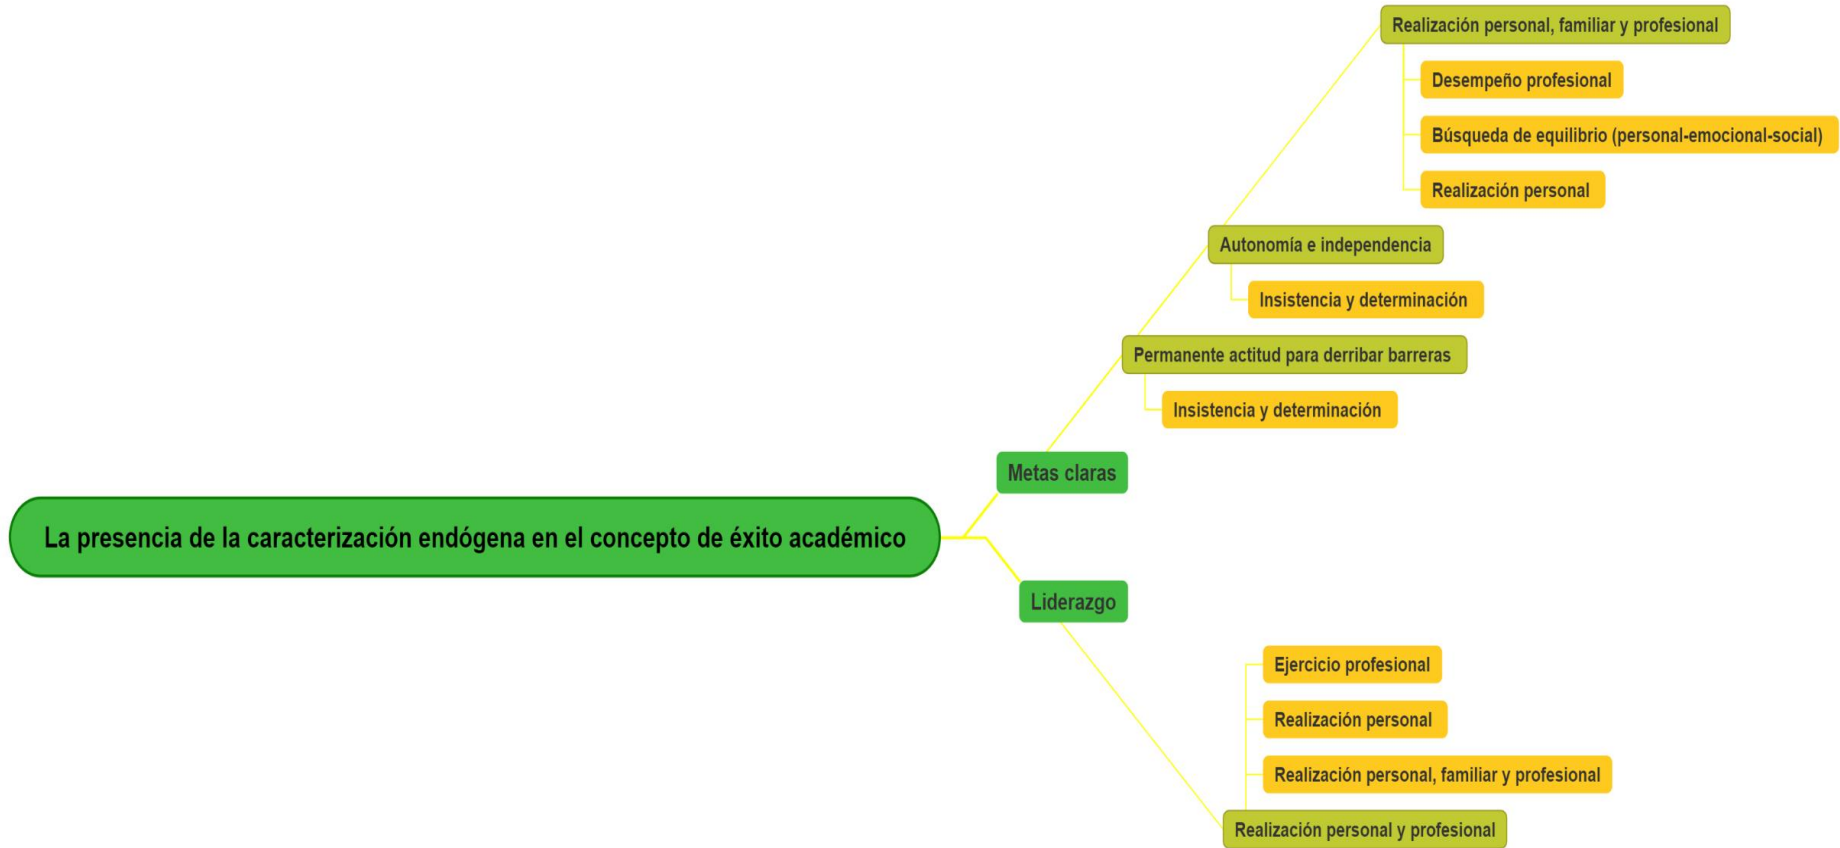 Realización personal, familiar y profesional
Desempeño profesional
Búsqueda de equilibrio (personal-emocional-social)
Realización personal
Autonomía e independencia
Insistencia y determinación
Permanente actitud para derribar barreras
Insistencia y determinación
Metas claras
La presencia de la caracterización endógena en el concepto de éxito académico
Liderazgo
Ejercicio profesional
Realización personal
Realización personal, familiar y profesional
Realización personal y profesional